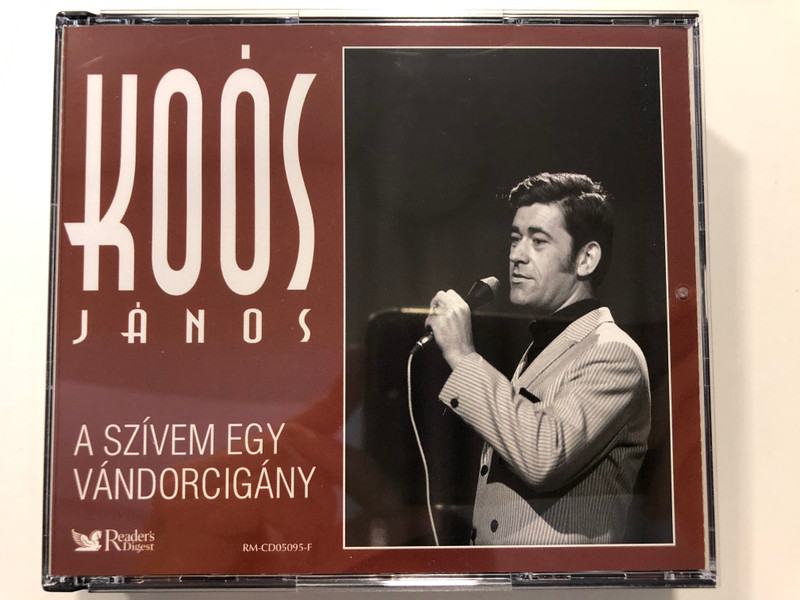 KOÓS
JÁNOS
A SZÍVEM EGY
VÁNDORCIGÁNY
Reader's
Digest
RM-CD05095-F